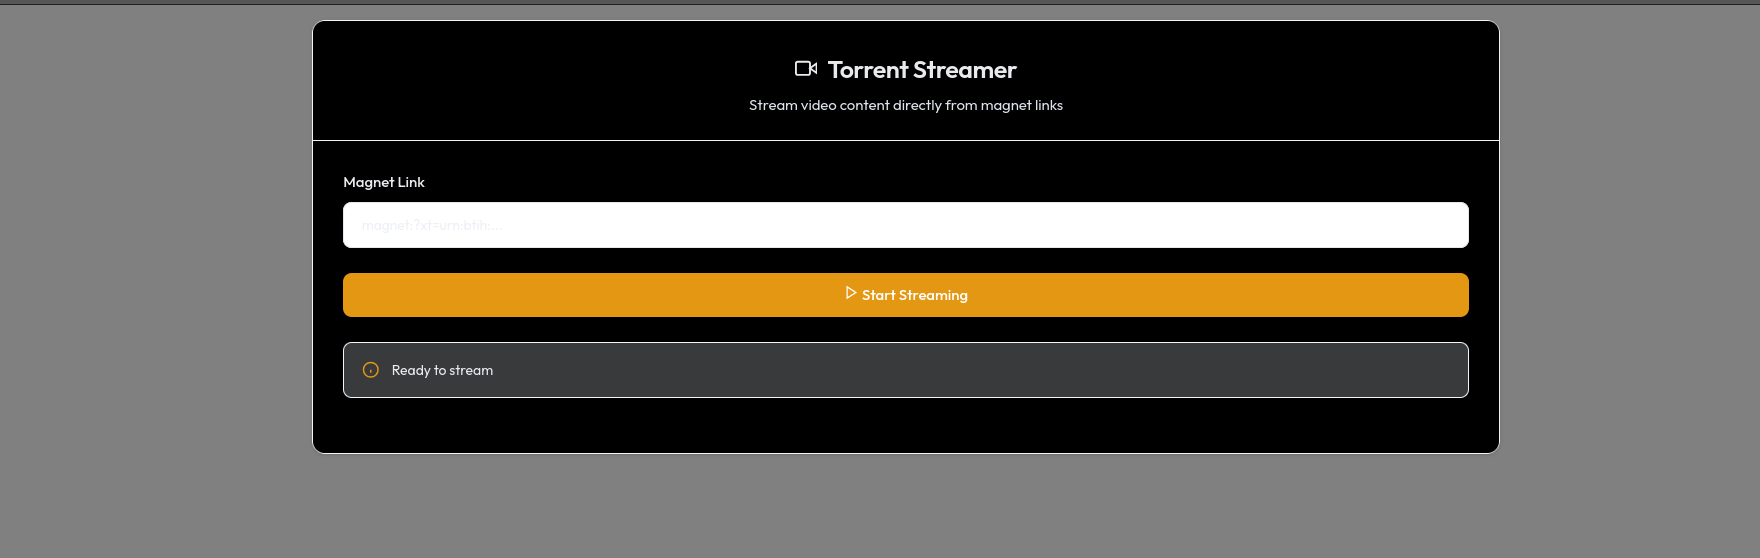 Torrent Streamer
Stream video content directly from magnet links
Magnet Link
magnet:?xt=urn:btih:...
Start Streaming
Ready to stream